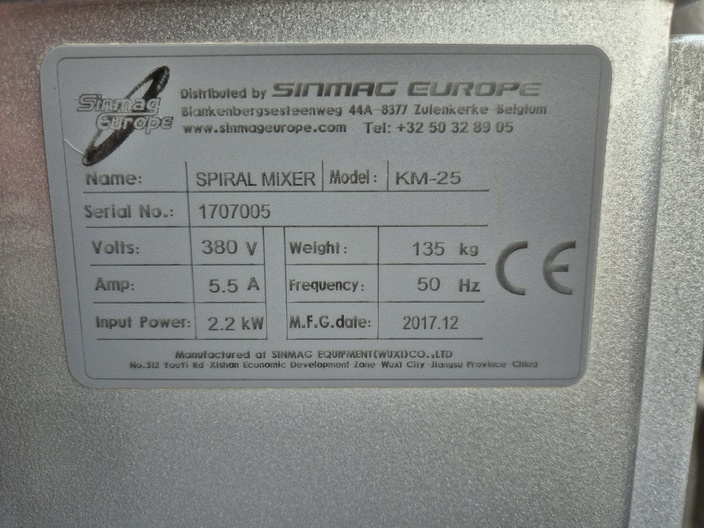 Sinmag Europe
Distributed by SINMAG EUROPE
Blankenbergsesteenweg 44A-8377 Zuienkerke-Belgium
www.sinmageurope.com Tel: +32 50 32 89 05
Name: SPIRAL MIXER Model: KM-25
Serial No.: 1707005
Volts: 380 V Weight: 135 kg
Amp: 5.5 A Frequency: 50 Hz
Input Power: 2.2 kW M.F.G.date: 2017.12
CE
Manufactured at SINMAG EQUIPMENT(WUXI)CO.,LTD
No.312 YouYi Rd-Xishan Economic Development Zone-Wuxi City-Jiangsu Province-China